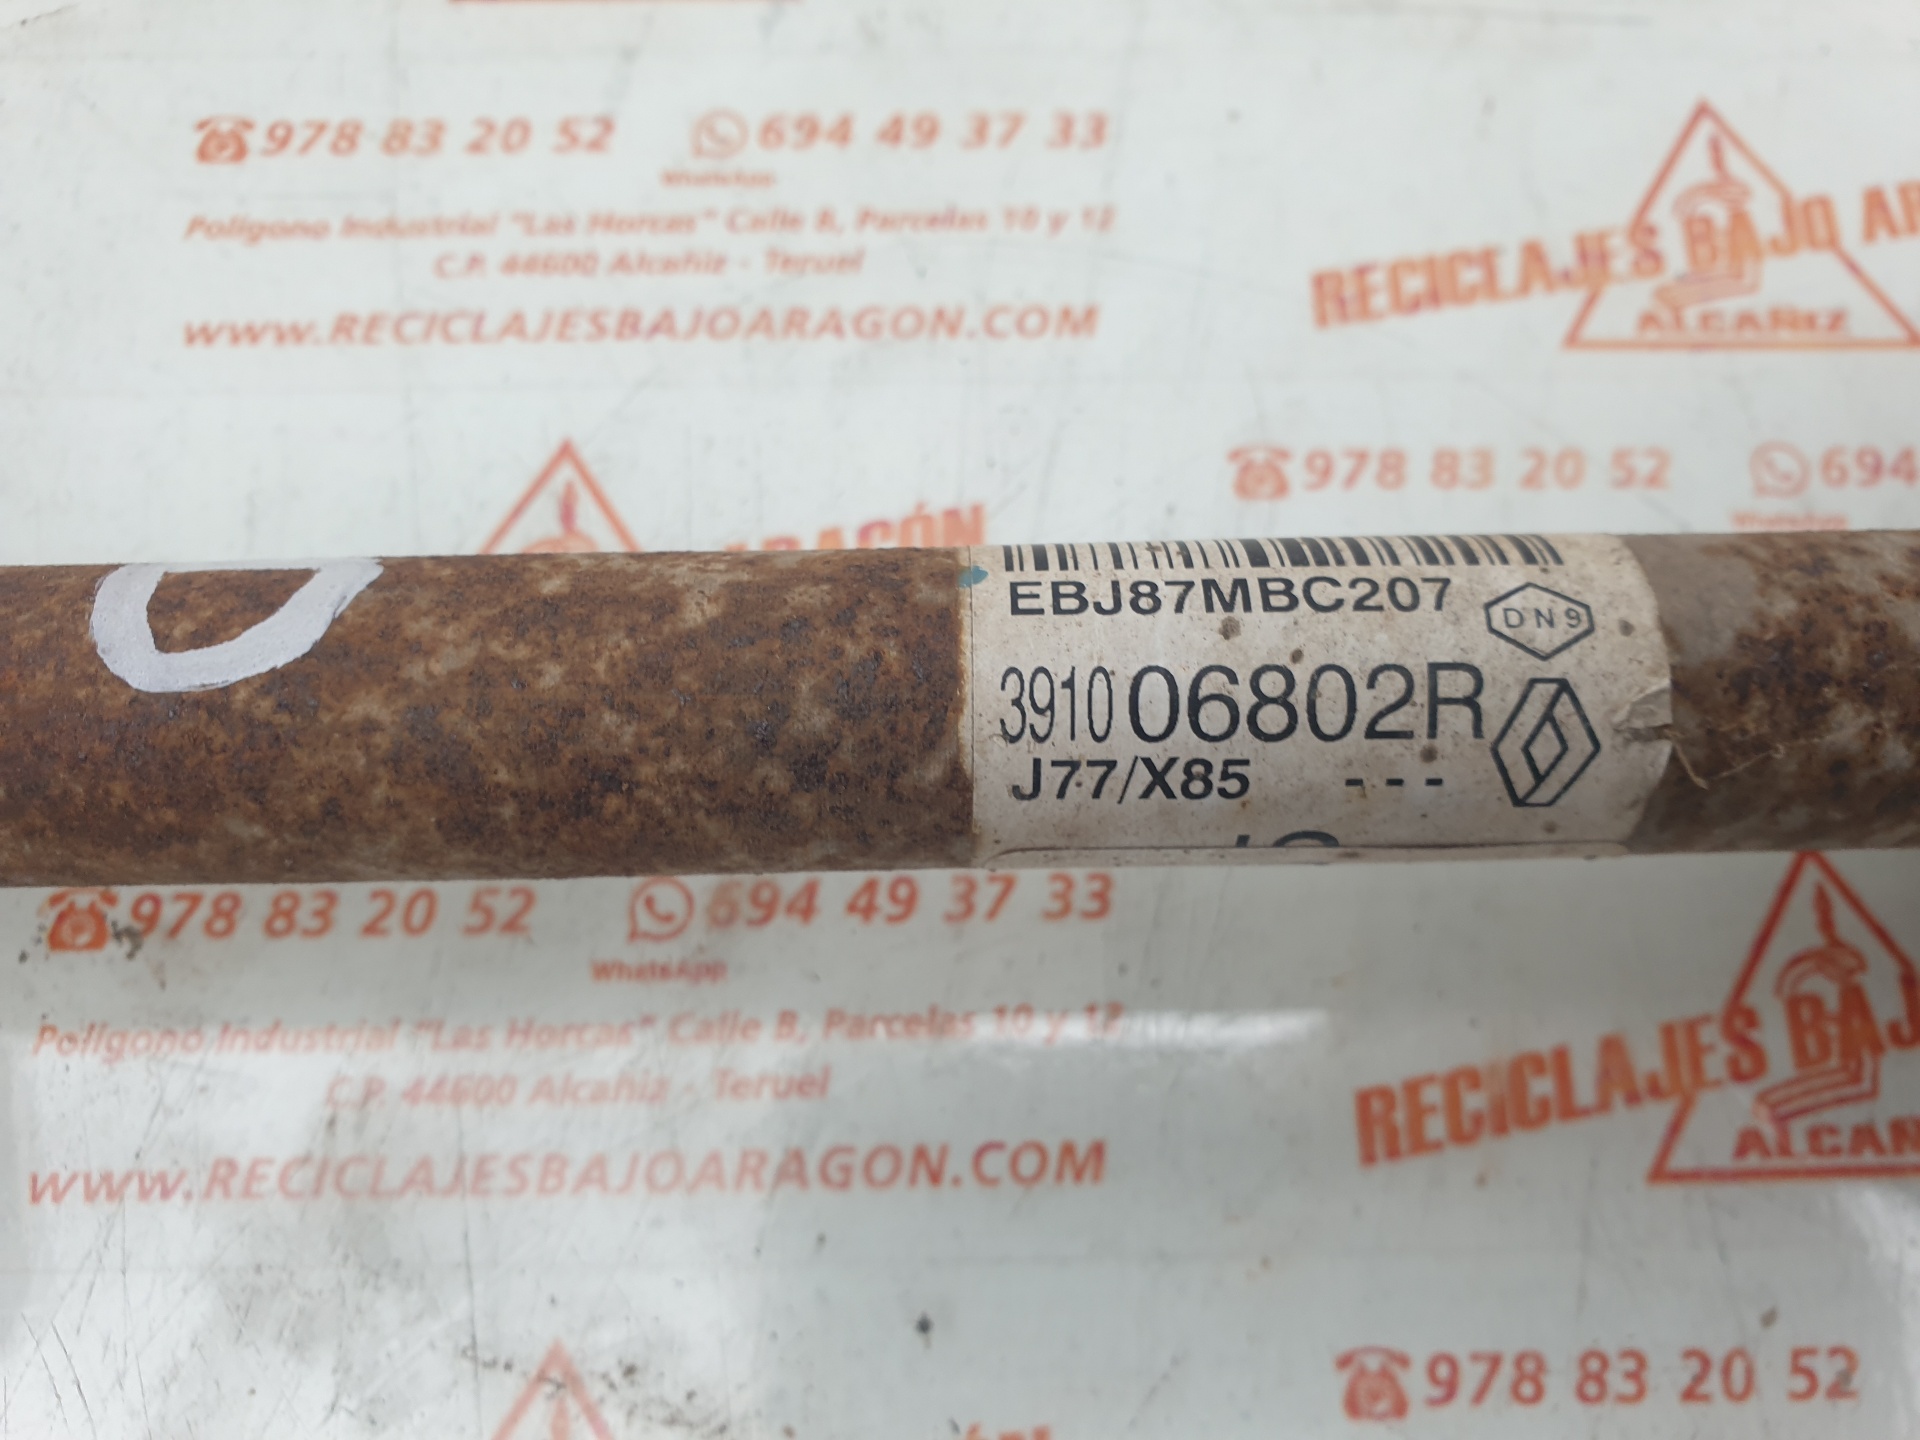 978 83 20 52 694 49 37 33
WhatsApp
Polígono Industrial "Las Horcas" Calle B, Parcelas 10 y 12
C.P. 44600 Alcañiz - Teruel
www.RECICLAJESBAJOARAGON.COM
RECICLAJES BAJO AR
ALCAÑIZ
978 83 20 52 694
WhatsApp
ARAGÓN
EBJ87MBC207
DN9
391006802R
J77/X85 ---
978 83 20 52 694 49 37 33
WhatsApp
Polígono Industrial "Las Horcas" Calle B, Parcelas 10 y 12
C.P. 44600 Alcañiz - Teruel
www.RECICLAJESBAJOARAGON.COM
RECICLAJES BAJ
ALCAÑ
978 83 20 52